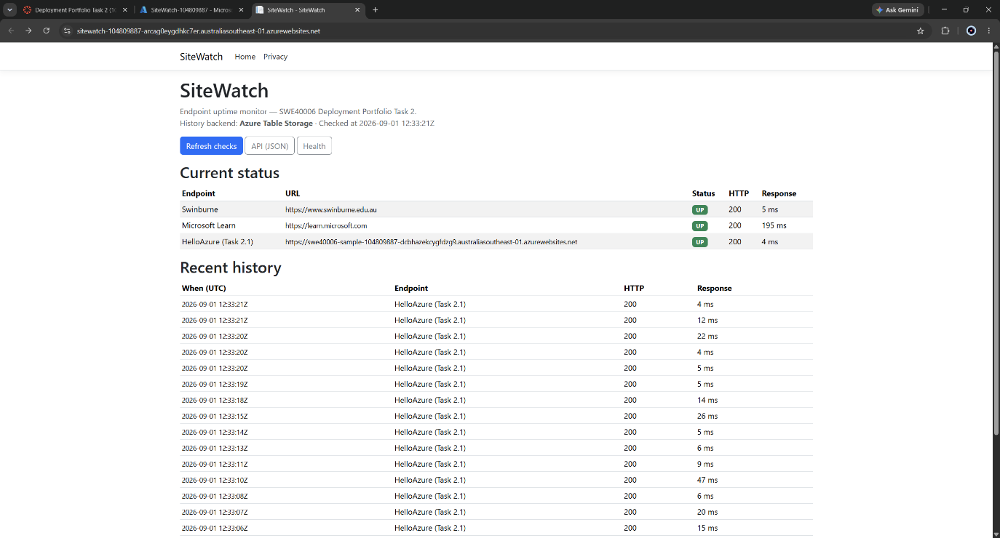 Deployment Portfolio Task 2 (10
SiteWatch-104809887 - Microso
SiteWatch - SiteWatch
Ask Gemini
sitewatch-104809887-arcag0eygdhkc7er.australiasoutheast-01.azurewebsites.net
SiteWatch Home Privacy
SiteWatch
Endpoint uptime monitor — SWE40006 Deployment Portfolio Task 2.
History backend: Azure Table Storage · Checked at 2026-09-01 12:33:21Z
Refresh checks API (JSON) Health
Current status
Endpoint URL Status HTTP Response
Swinburne https://www.swinburne.edu.au UP 200 5 ms
Microsoft Learn https://learn.microsoft.com UP 200 195 ms
HelloAzure (Task 2.1) https://swe40006-sample-104809887-dcbhazekcygfdzg9.australiasoutheast-01.azurewebsites.net UP 200 4 ms
Recent history
When (UTC) Endpoint HTTP Response
2026-09-01 12:33:21Z HelloAzure (Task 2.1) 200 4 ms
2026-09-01 12:33:21Z HelloAzure (Task 2.1) 200 12 ms
2026-09-01 12:33:20Z HelloAzure (Task 2.1) 200 22 ms
2026-09-01 12:33:20Z HelloAzure (Task 2.1) 200 4 ms
2026-09-01 12:33:20Z HelloAzure (Task 2.1) 200 5 ms
2026-09-01 12:33:19Z HelloAzure (Task 2.1) 200 5 ms
2026-09-01 12:33:18Z HelloAzure (Task 2.1) 200 14 ms
2026-09-01 12:33:15Z HelloAzure (Task 2.1) 200 26 ms
2026-09-01 12:33:14Z HelloAzure (Task 2.1) 200 5 ms
2026-09-01 12:33:13Z HelloAzure (Task 2.1) 200 6 ms
2026-09-01 12:33:11Z HelloAzure (Task 2.1) 200 9 ms
2026-09-01 12:33:10Z HelloAzure (Task 2.1) 200 47 ms
2026-09-01 12:33:08Z HelloAzure (Task 2.1) 200 6 ms
2026-09-01 12:33:07Z HelloAzure (Task 2.1) 200 20 ms
2026-09-01 12:33:06Z HelloAzure (Task 2.1) 200 15 ms